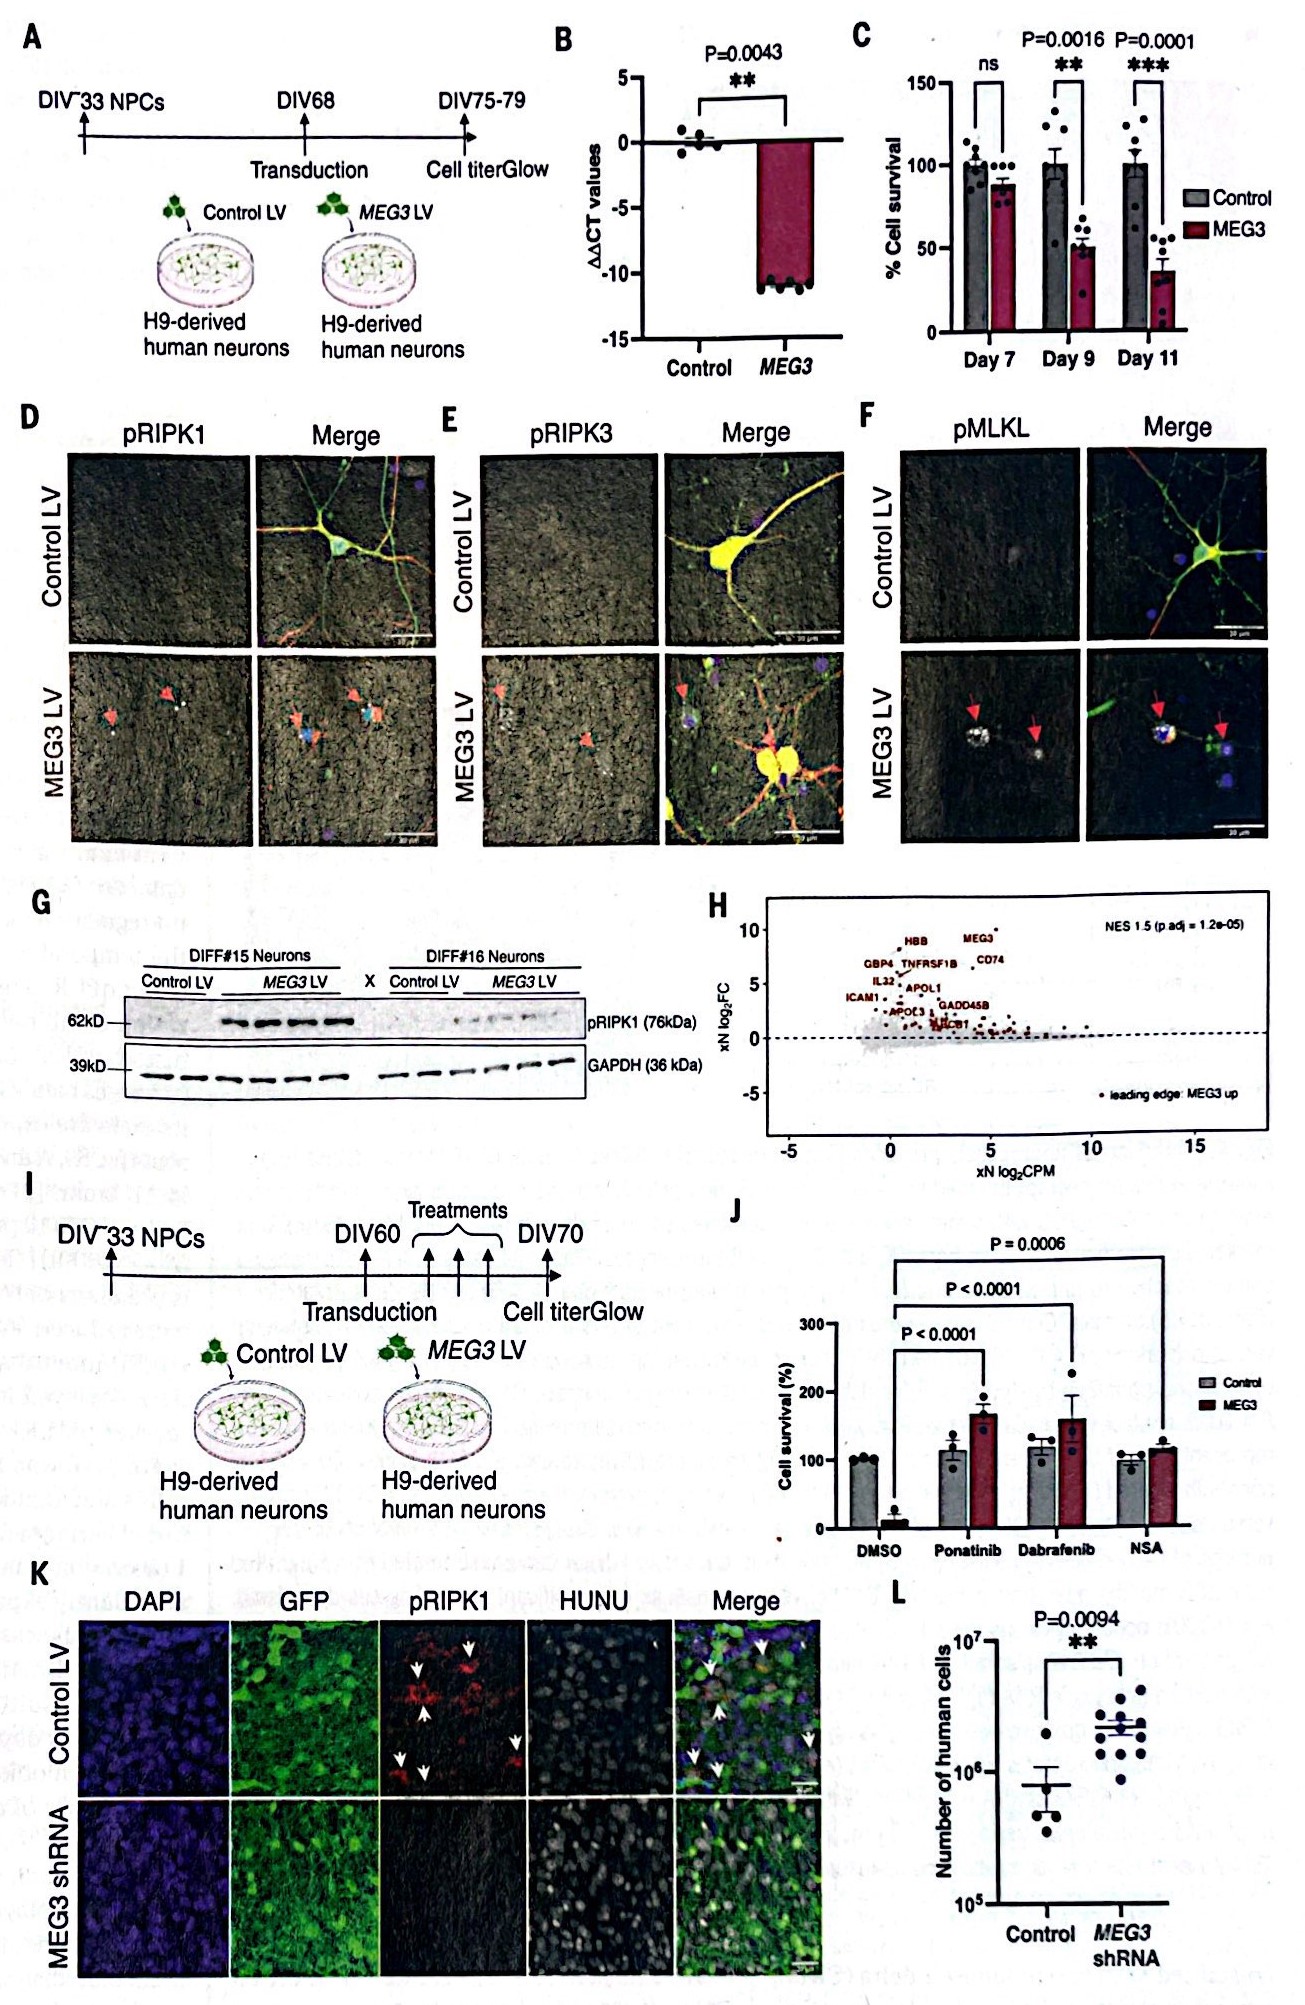 A
DIV~33 NPCs
DIV68
DIV75-79
Transduction
Cell titerGlow
Control LV
MEG3 LV
H9-derived
human neurons
H9-derived
human neurons
B
P=0.0043
**
ΔΔCT values
5
0
-5
-10
-15
Control
MEG3
C
P=0.0016
P=0.0001
ns
**
***
% Cell survival
150
100
50
0
Day 7
Day 9
Day 11
Control
MEG3
D
pRIPK1
Merge
Control LV
MEG3 LV
E
pRIPK3
Merge
Control LV
MEG3 LV
F
pMLKL
Merge
Control LV
MEG3 LV
G
DIFF#15 Neurons
DIFF#16 Neurons
Control LV
MEG3 LV
X
Control LV
MEG3 LV
62kD
pRIPK1 (76kDa)
39kD
GAPDH (36 kDa)
H
NES 1.5 (p.adj = 1.2e-05)
HBB
MEG3
GBP4
TNFRSF1B
CD74
IL32
APOL1
ICAM1
GADD45B
APOL3
leading edge: MEG3 up
xN log2FC
10
5
0
-5
-5
0
5
10
15
xN log2CPM
I
DIV~33 NPCs
DIV60
Treatments
DIV70
Transduction
Cell titerGlow
Control LV
MEG3 LV
H9-derived
human neurons
H9-derived
human neurons
J
P = 0.0006
P < 0.0001
P < 0.0001
Cell survival (%)
300
200
100
0
DMSO
Ponatinib
Dabrafenib
NSA
Control
MEG3
K
DAPI
GFP
pRIPK1
HUNU
Merge
Control LV
MEG3 shRNA
L
P=0.0094
**
Number of human cells
10⁷
10⁶
10⁵
Control
MEG3
shRNA